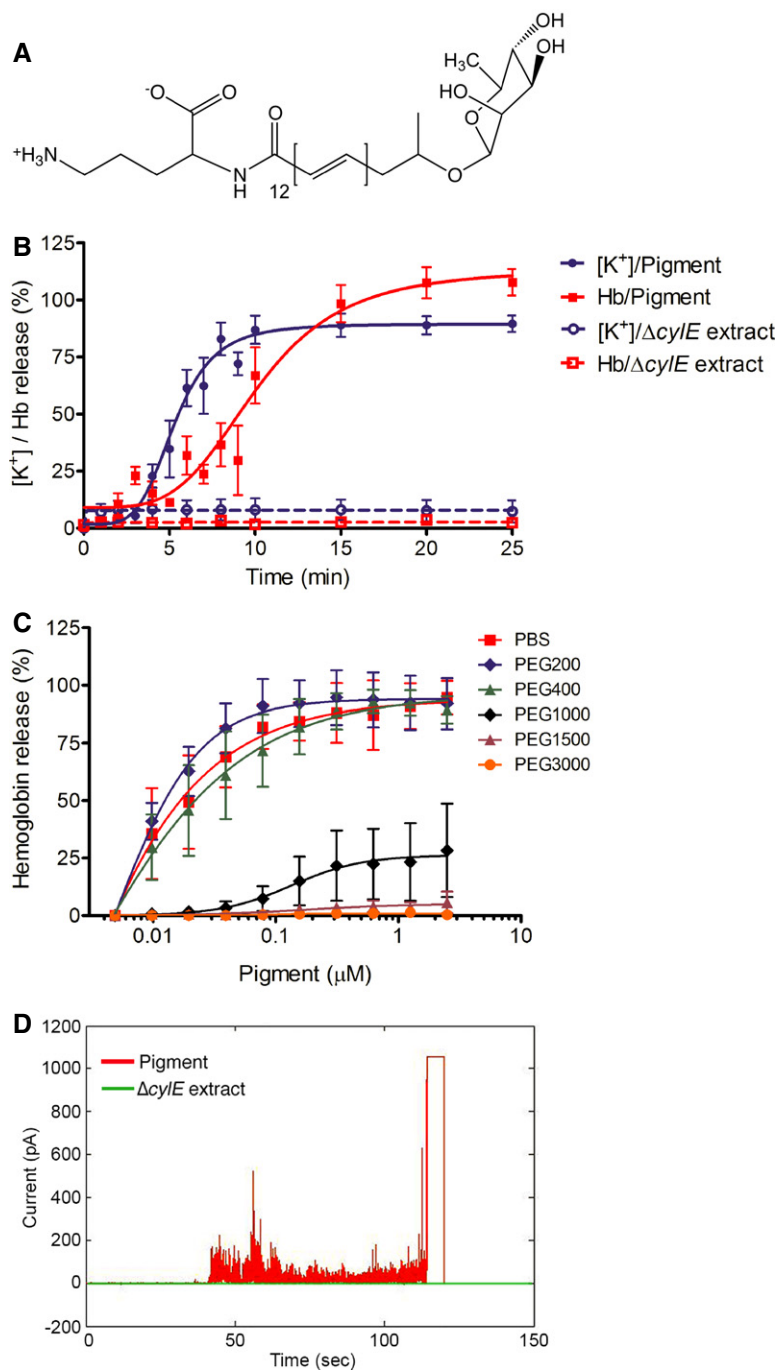 A
OH
OH
H₃C
HO
O
⁻O
O
O
⁺H₃N
N
H
12
O
B
[K⁺] / Hb release (%)
125
100
75
50
25
0
0 5 10 15 20 25
Time (min)
[K⁺]/Pigment
Hb/Pigment
[K⁺]/ΔcylE extract
Hb/ΔcylE extract
C
Hemoglobin release (%)
125
100
75
50
25
0
0.01 0.1 1 10
Pigment (μM)
PBS
PEG200
PEG400
PEG1000
PEG1500
PEG3000
D
Current (pA)
1200
1000
800
600
400
200
0
-200
0 50 100 150
Time (sec)
Pigment
ΔcylE extract